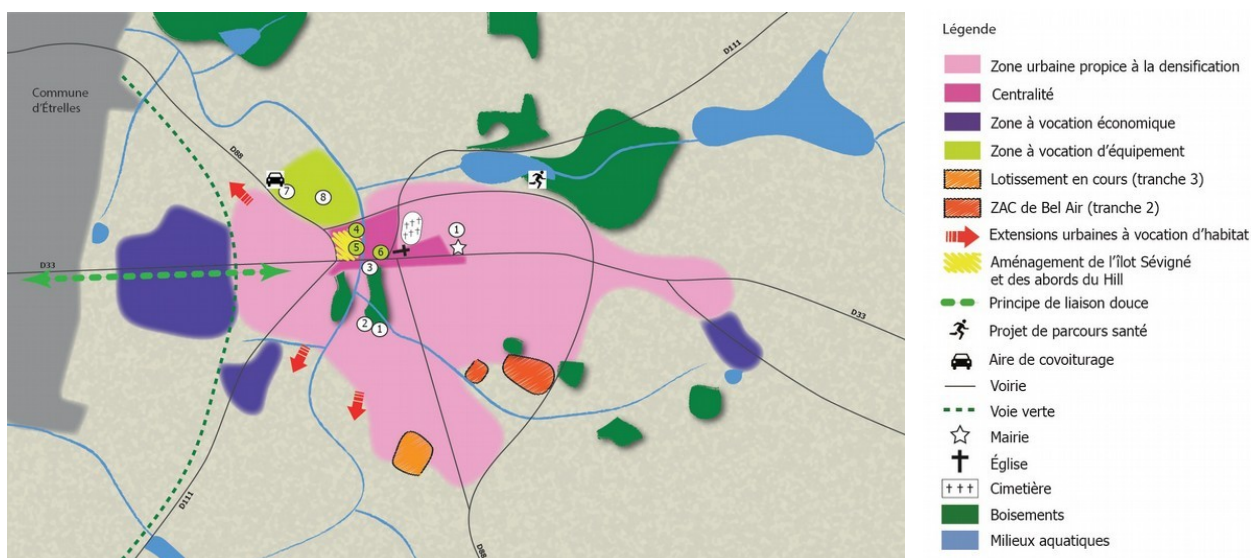 Commune
d'Étrelles
D88
D111
D33
7
8
4
5
6
3
1
2
1
D33
D111
D88
Légende
Zone urbaine propice à la densification
Centralité
Zone à vocation économique
Zone à vocation d'équipement
Lotissement en cours (tranche 3)
ZAC de Bel Air (tranche 2)
Extensions urbaines à vocation d'habitat
Aménagement de l'îlot Sévigné
et des abords du Hill
Principe de liaison douce
Projet de parcours santé
Aire de covoiturage
Voirie
Voie verte
Mairie
Église
Cimetière
Boisements
Milieux aquatiques